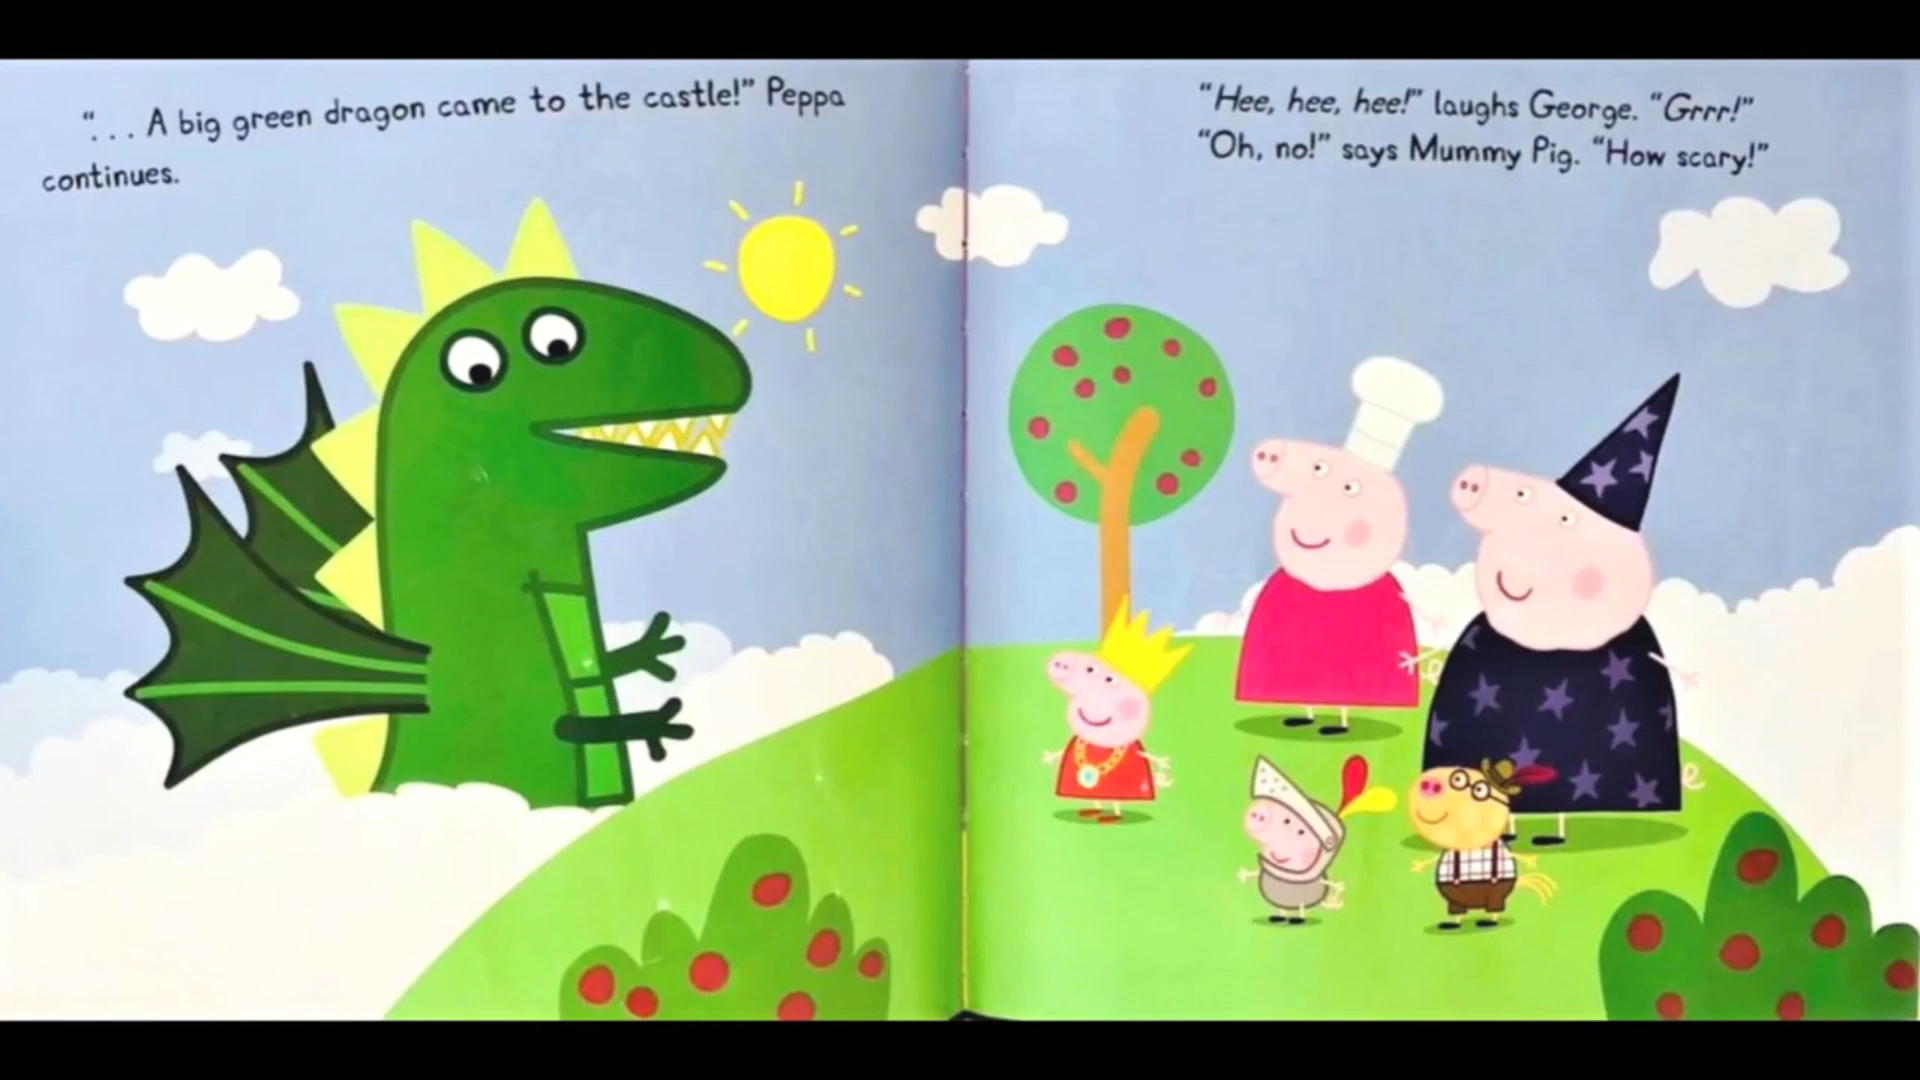 “. . . A big green dragon came to the castle!” Peppa
continues.
“Hee, hee, hee!” laughs George. “Grrr!”
“Oh, no!” says Mummy Pig. “How scary!”